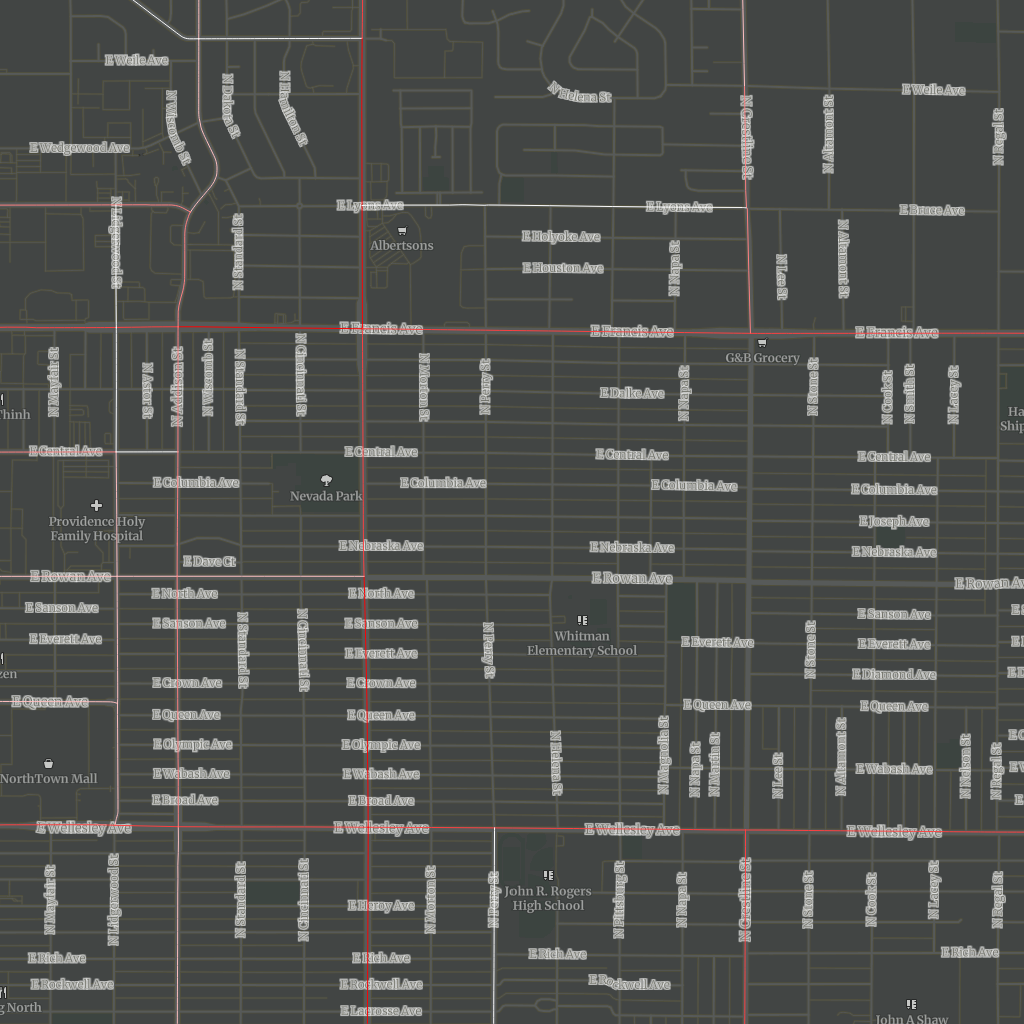 E Weile Ave
N Wiscomb St
N Dakota St
N Hamilton St
N Helena St
E Weile Ave
N Crestline St
N Altamont St
N Regal St
E Wedgewood Ave
N Lidgerwood St
N Standard St
E Lyons Ave
E Lyons Ave
E Bruce Ave
Albertsons
E Holyoke Ave
E Houston Ave
N Napa St
N Lee St
N Altamont St
E Francis Ave
E Francis Ave
E Francis Ave
G&B Grocery
N Mayfair St
N Astor St
N Addison St
N Wiscomb St
N Standard St
N Cincinnati St
N Morton St
N Perry St
E Dalke Ave
N Napa St
N Stone St
N Cook St
N Smith St
N Lacey St
Thinh
Ha
Ship
E Central Ave
E Central Ave
E Central Ave
E Central Ave
E Columbia Ave
Nevada Park
E Columbia Ave
E Columbia Ave
E Columbia Ave
Providence Holy
Family Hospital
E Joseph Ave
E Nebraska Ave
E Nebraska Ave
E Nebraska Ave
E Dave Ct
E Rowan Ave
E Rowan Ave
E Rowan Av
E North Ave
E North Ave
E Sanson Ave
E Sanson Ave
E Sanson Ave
E Sanson Ave
E S
N Standard St
N Cincinnati St
N Perry St
Whitman
Elementary School
E Everett Ave
E Everett Ave
E Everett Ave
E Everett Ave
N Stone St
zen
E Diamond Ave
E D
E Crown Ave
E Crown Ave
E Queen Ave
E Queen Ave
E Queen Ave
E Queen Ave
E Queen Ave
E Olympic Ave
E Olympic Ave
N Helena St
N Magnolia St
N Napa St
N Martin St
N Lee St
N Altamont St
N Nelson St
N Regal St
NorthTown Mall
E Wabash Ave
E Wabash Ave
E Wabash Ave
E W
E Broad Ave
E Broad Ave
E Wellesley Ave
E Wellesley Ave
E Wellesley Ave
E Wellesley Ave
N Mayfair St
N Lidgerwood St
N Standard St
N Cincinnati St
N Morton St
N Perry St
John R. Rogers
High School
N Pittsburg St
N Napa St
N Crestline St
N Stone St
N Cook St
N Lacey St
N Regal St
E Heroy Ave
E Rich Ave
E Rich Ave
E Rich Ave
E Rich Ave
E Rockwell Ave
E Rockwell Ave
E Rockwell Ave
g North
E Lacrosse Ave
John A Shaw